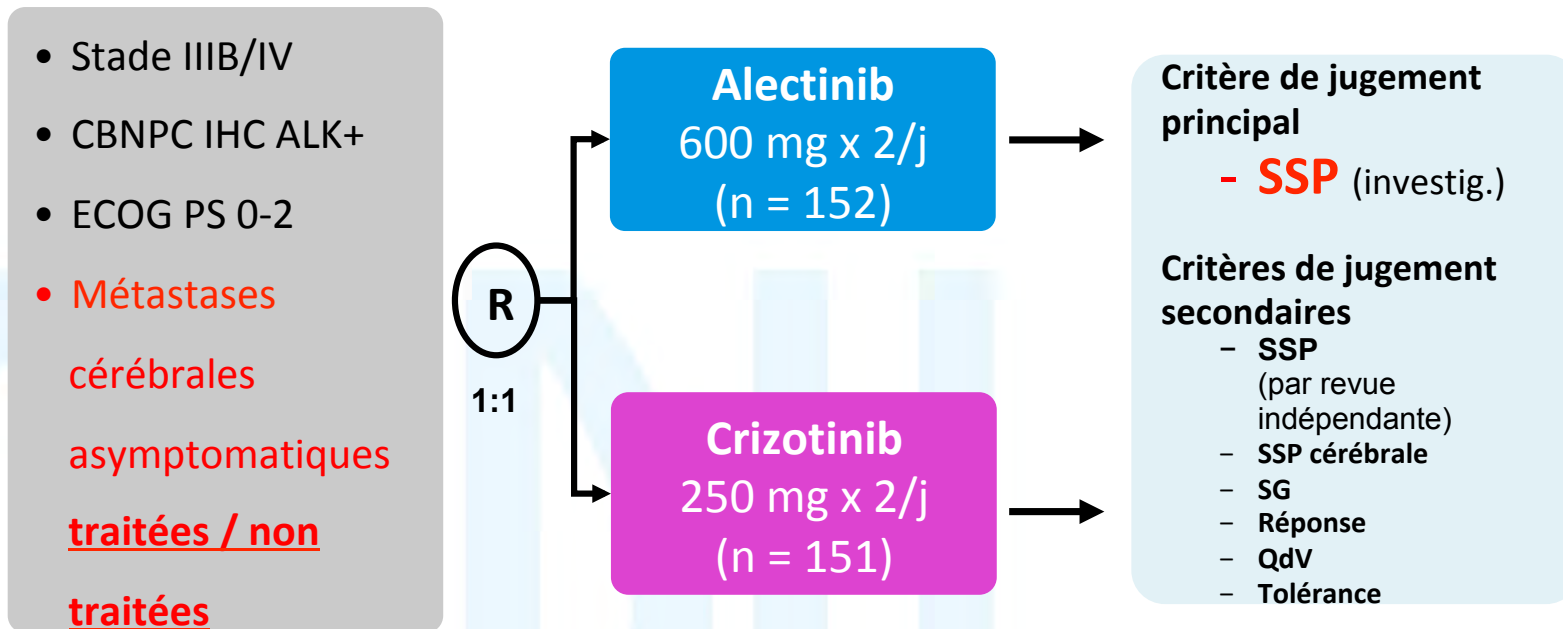 • Stade IIIB/IV
• CBNPC IHC ALK+
• ECOG PS 0-2
• Métastases
cérébrales
asymptomatiques
traitées / non
traitées
R
1:1
Alectinib
600 mg x 2/j
(n = 152)
Crizotinib
250 mg x 2/j
(n = 151)
Critère de jugement
principal
- SSP (investig.)
Critères de jugement
secondaires
– SSP
(par revue
indépendante)
– SSP cérébrale
– SG
– Réponse
– QdV
– Tolérance